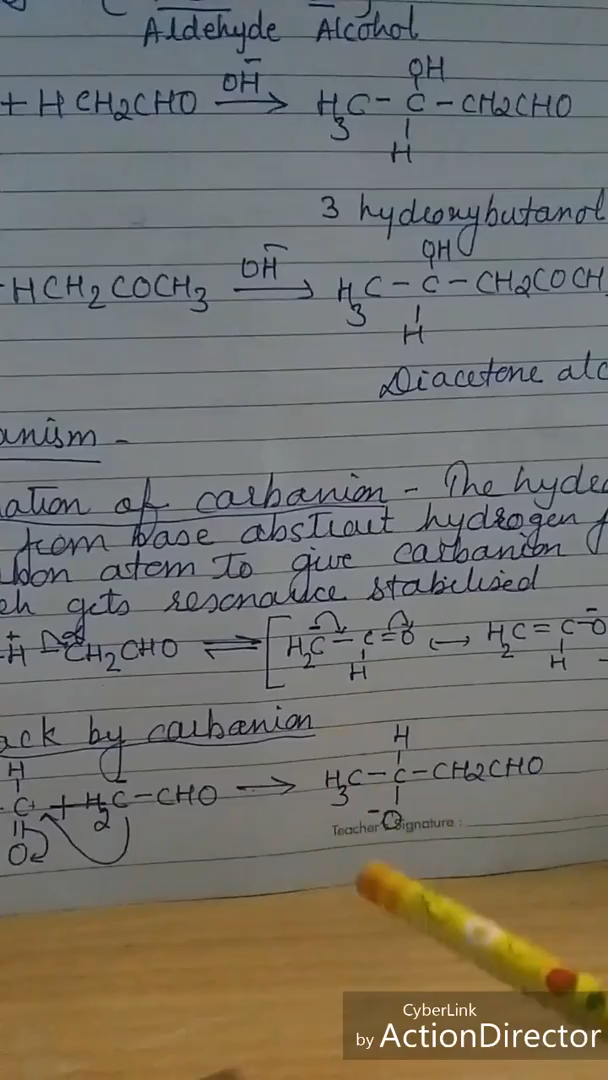 Aldehyde Alcohol
OH
+ H CH2CHO OH⁻ → H3C - C - CH2CHO
H
3 hydroxybutanol
OH
HCH2COCH3 OH⁻ → H3C - C - CH2COCH
H
Diacetone alc
anism -
ation of carbanion - The hydro
from base abstract hydrogen f
bon atom to give carbanion
ch gets resonance stabilised
H⁺ CH2CHO ⇌ [H2C - C = O ↔ H2C = C - O⁻
H H
ack by carbanion
H H
C + H2C⁻ - CHO → H3C - C - CH2CHO
O ⁻O
Teacher Signature :
CyberLink
by ActionDirector